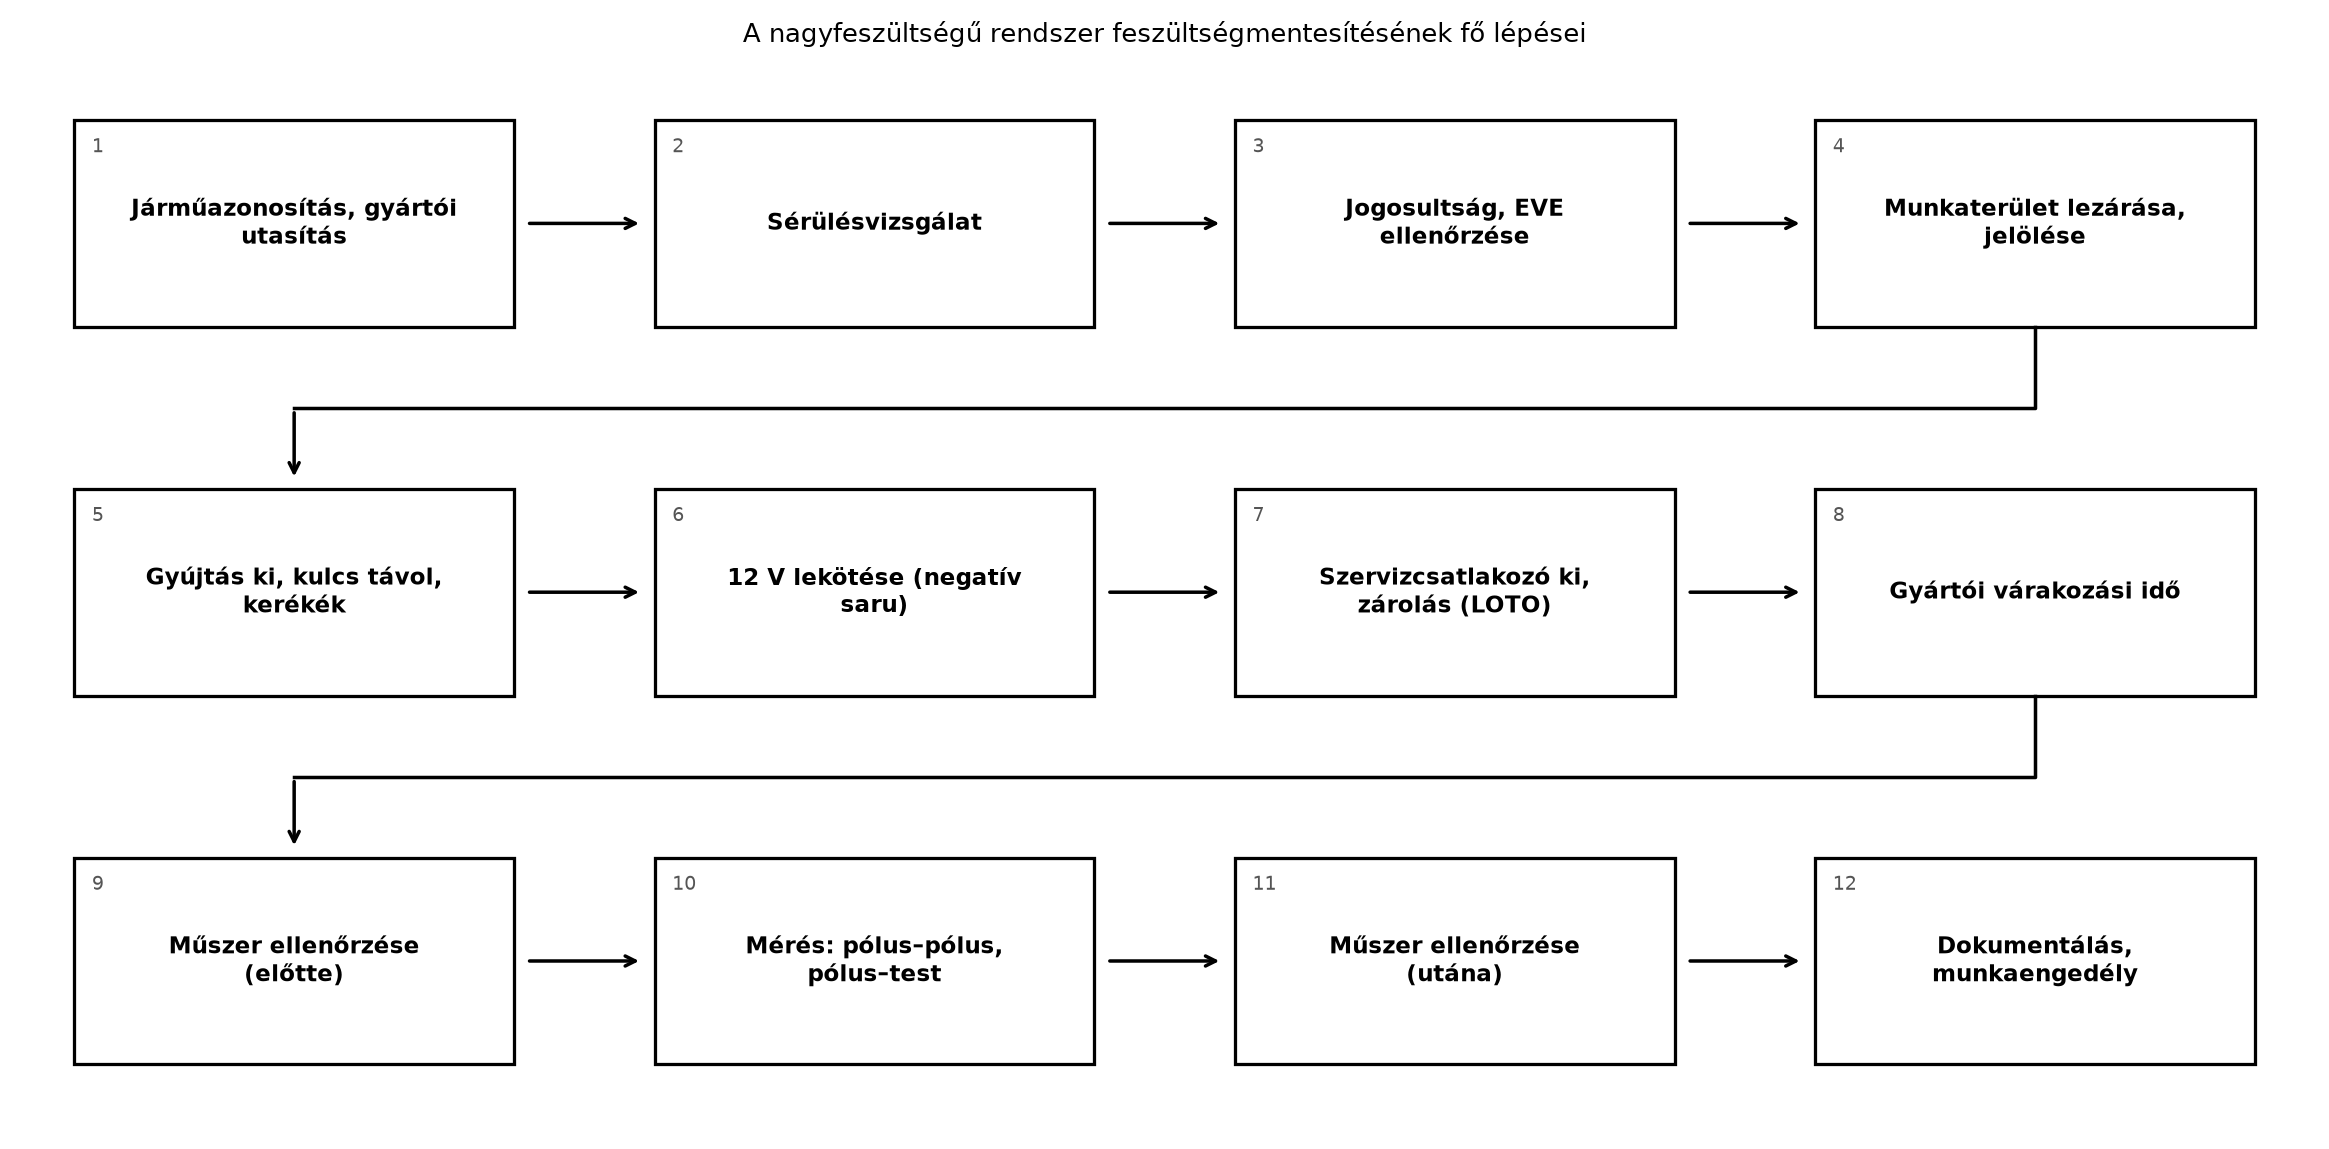 A nagyfeszültségű rendszer feszültségmentesítésének fő lépései
1
Járműazonosítás, gyártói
utasítás
2
Sérülésvizsgálat
3
Jogosultság, EVE
ellenőrzése
4
Munkaterület lezárása,
jelölése
5
Gyújtás ki, kulcs távol,
kerékék
6
12 V lekötése (negatív
saru)
7
Szervizcsatlakozó ki,
zárolás (LOTO)
8
Gyártói várakozási idő
9
Műszer ellenőrzése
(előtte)
10
Mérés: pólus–pólus,
pólus–test
11
Műszer ellenőrzése
(utána)
12
Dokumentálás,
munkaengedély